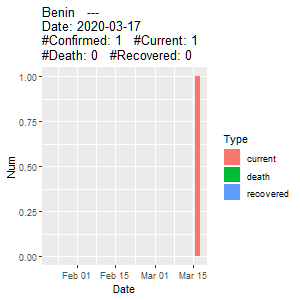 Benin   ---
Date: 2020-03-17
#Confirmed: 1   #Current: 1
#Death: 0   #Recovered: 0
Num
1.00
0.75
0.50
0.25
0.00
Feb 01 Feb 15 Mar 01 Mar 15
Date
Type
current
death
recovered